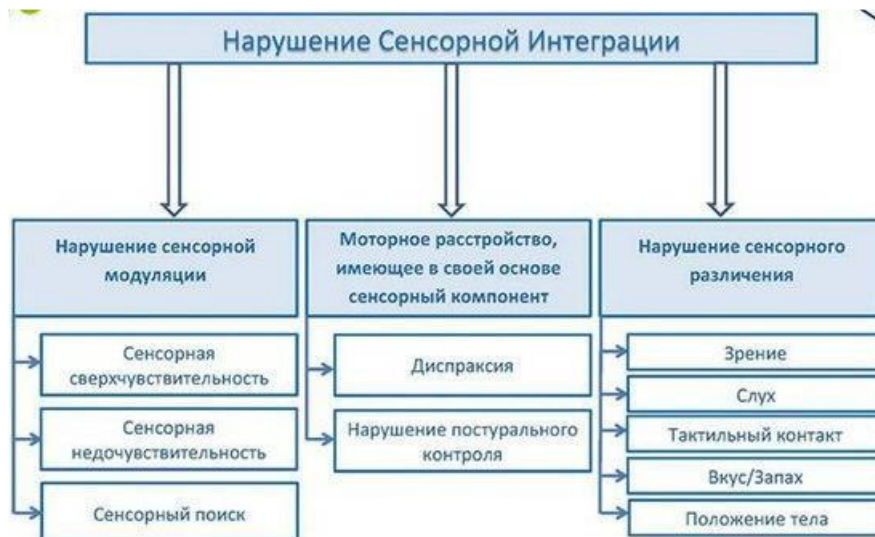 Нарушение Сенсорной Интеграции
Нарушение сенсорной
модуляции
Сенсорная
сверхчувствительность
Сенсорная
недочувствительность
Сенсорный поиск
Моторное расстройство,
имеющее в своей основе
сенсорный компонент
Диспраксия
Нарушение постурального
контроля
Нарушение сенсорного
различения
Зрение
Слух
Тактильный контакт
Вкус/Запах
Положение тела